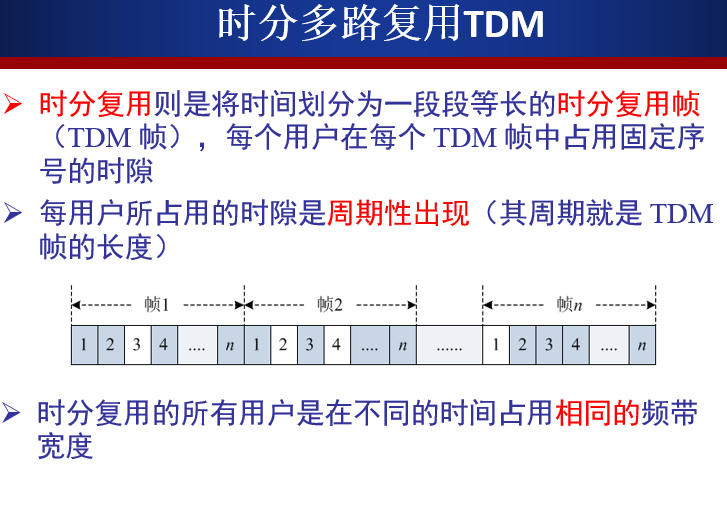 时分多路复用TDM
➢ 时分复用则是将时间划分为一段段等长的时分复用帧
（TDM 帧），每个用户在每个 TDM 帧中占用固定序
号的时隙
➢ 每用户所占用的时隙是周期性出现（其周期就是 TDM
帧的长度）
帧1 帧2 帧n
1 2 3 4 .... n 1 2 3 4 .... n ...... 1 2 3 4 .... n
➢ 时分复用的所有用户是在不同的时间占用相同的频带
宽度